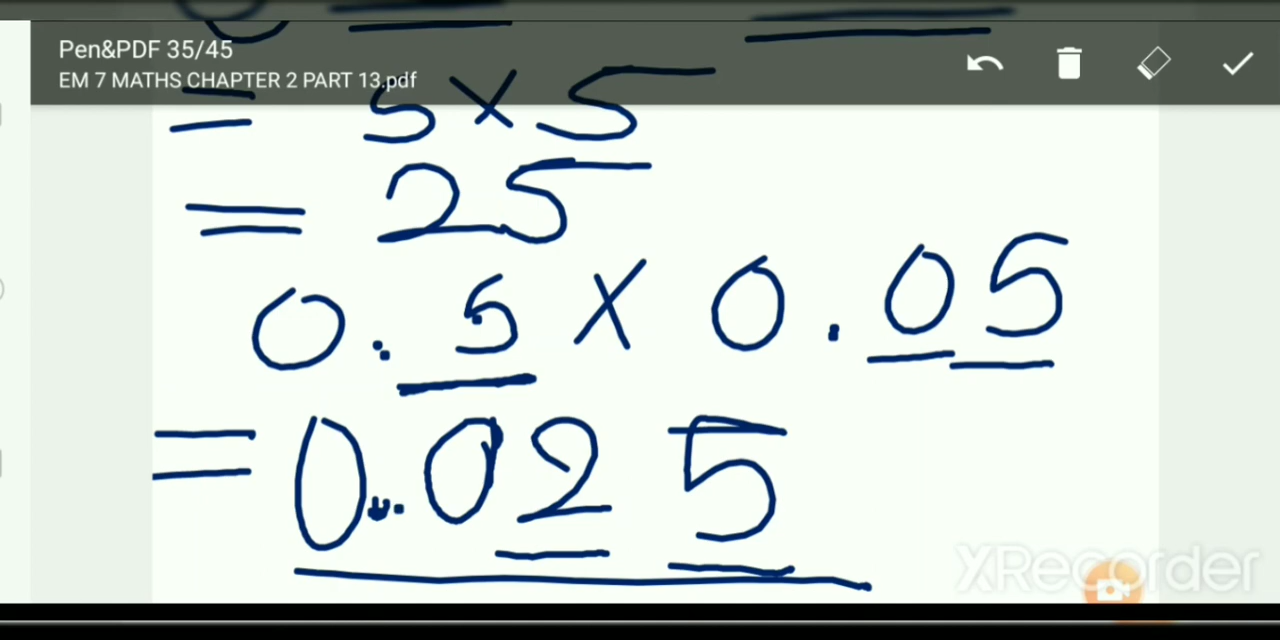 Pen&PDF 35/45
EM 7 MATHS CHAPTER 2 PART 13.pdf
= 5 × 5
= 25
0.5 × 0.05
= 0.025
XRecorder